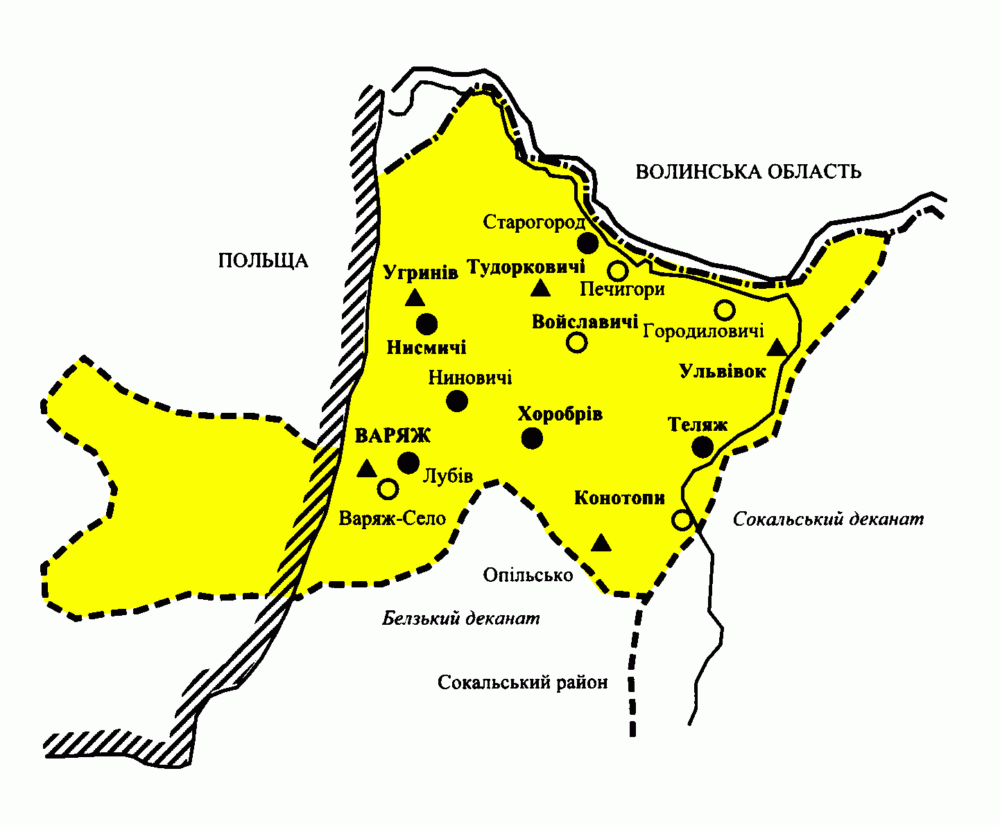 ВОЛИНСЬКА ОБЛАСТЬ
Старогород
ПОЛЬЩА
Угринів
Тудорковичі
Печигори
Войславичі
Городиловичі
Нисмичі
Ульвівок
Ниновичі
Хоробрів
Теляж
ВАРЯЖ
Лубів
Конотопи
Варяж-Село
Сокальський деканат
Опільсько
Белзький деканат
Сокальський район